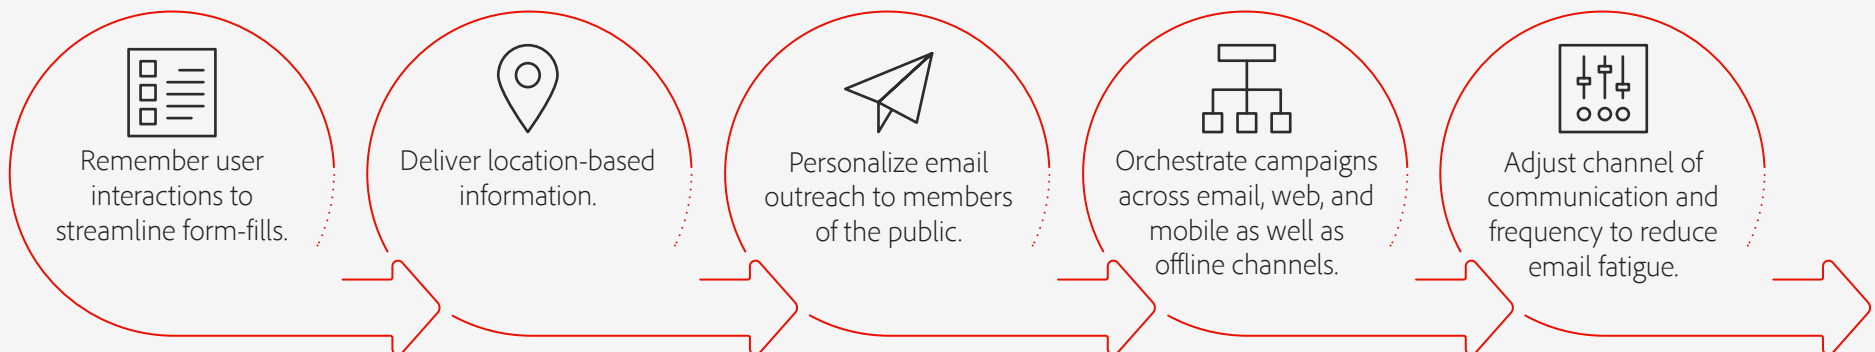 Remember user
interactions to
streamline form-fills.
Deliver location-based
information.
Personalize email
outreach to members
of the public.
Orchestrate campaigns
across email, web, and
mobile as well as
offline channels.
Adjust channel of
communication and
frequency to reduce
email fatigue.